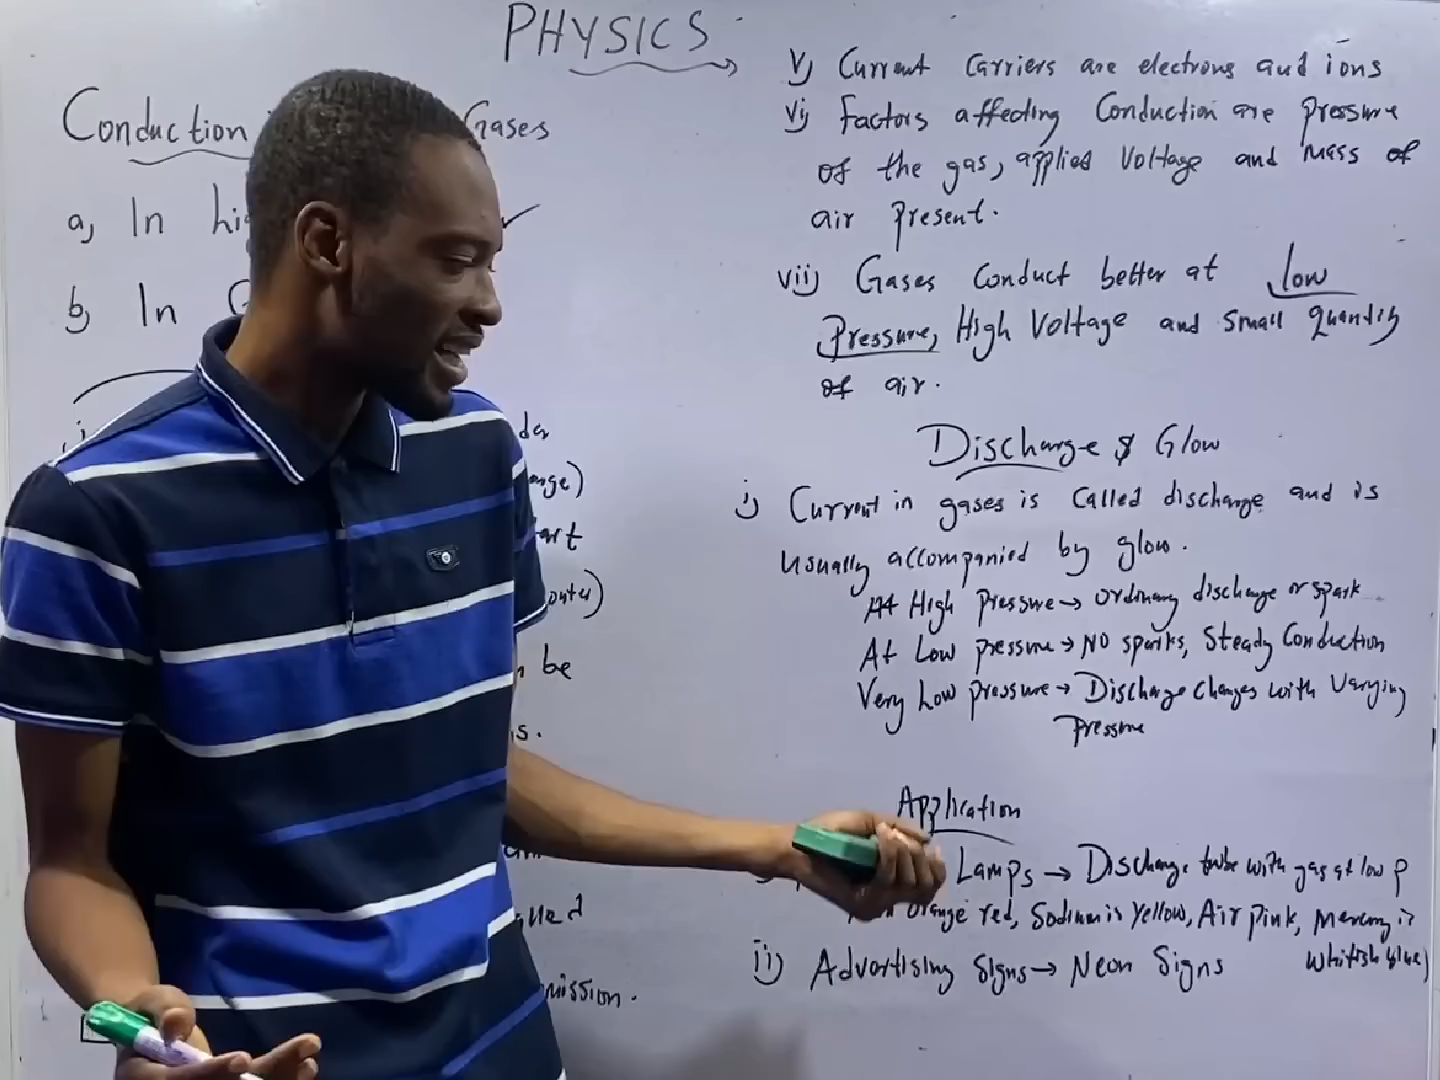 PHYSICS
Conduction Gases
a) In hi
b) In G
der
ange)
art
outer)
be
is.
mission.
v) Current carriers are electrons and ions
vi) factors affecting Conduction are pressure
of the gas, applied Voltage and mass of
air present.
vii) Gases Conduct better at low
Pressure, High Voltage and small quantity
of air.
Discharge & Glow
i) Current in gases is Called discharge and is
usually accompanied by glow.
At High Pressure → ordinary discharge or spark
At Low pressure → NO sparks, Steady Conduction
Very Low pressure → Discharge changes with Varying
Pressure
Application
Lamps → Discharge tube with gas at low p
orange red, Sodium is Yellow, Air pink, Mercury is
whitish blue)
ii) Advertising Signs → Neon Signs